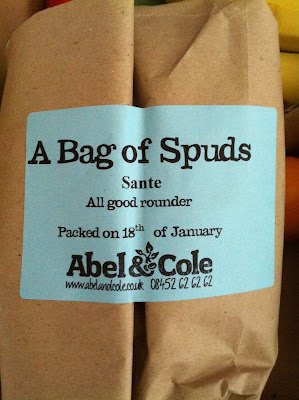 A Bag of Spuds
Sante
All good rounder
Packed on 18th of January
Abel & Cole
www.abelandcole.co.uk 08452 62 62 62